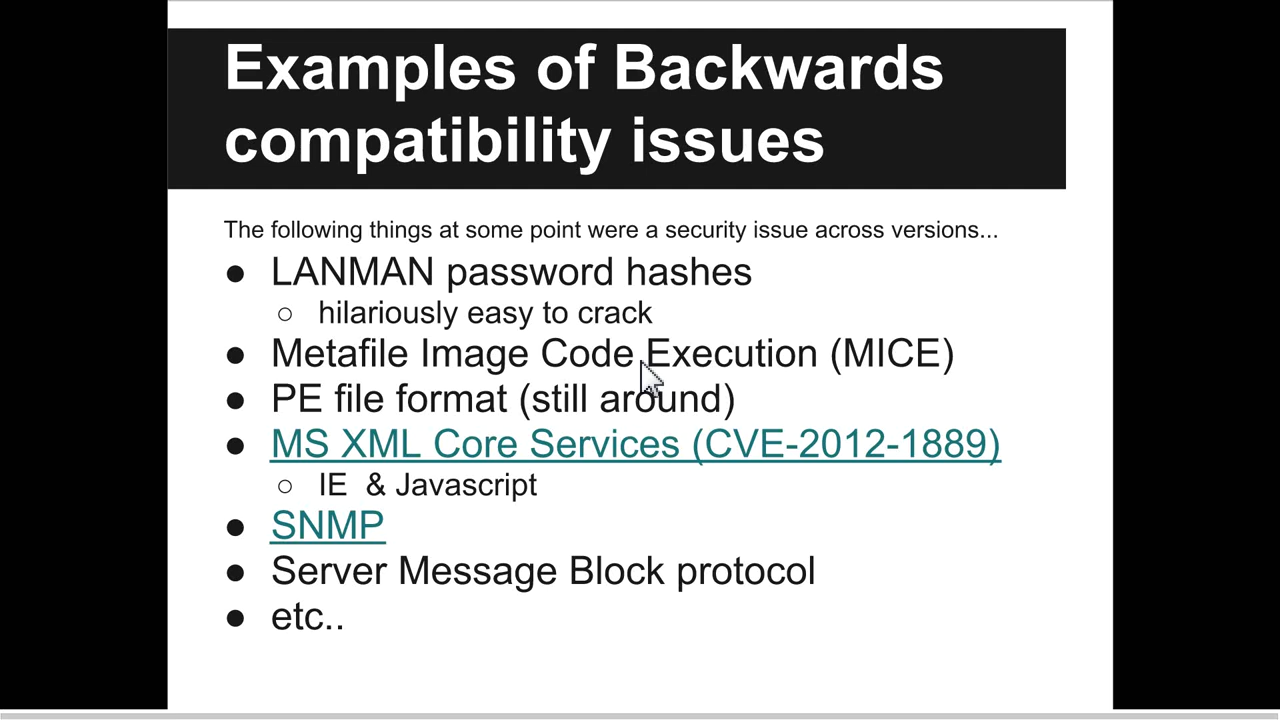 Examples of Backwards
compatibility issues
The following things at some point were a security issue across versions...
● LANMAN password hashes
○ hilariously easy to crack
● Metafile Image Code Execution (MICE)
● PE file format (still around)
● MS XML Core Services (CVE-2012-1889)
○ IE & Javascript
● SNMP
● Server Message Block protocol
● etc..